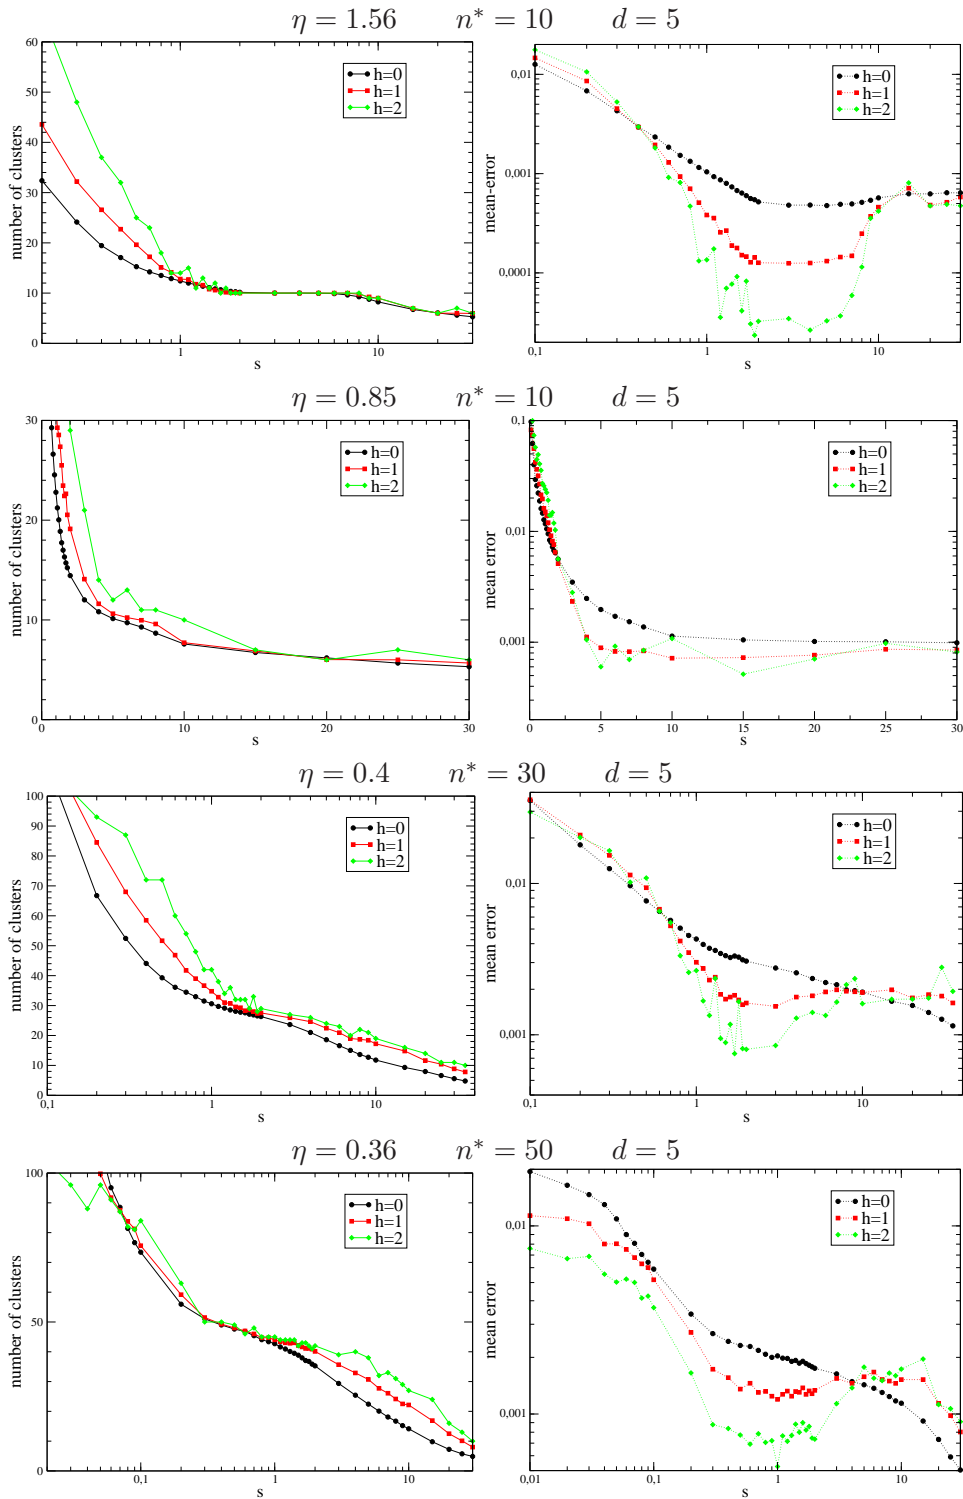 η = 1.56 n* = 10 d = 5
60
50
40
30
20
10
0
number of clusters
h=0
h=1
h=2
1
10
s
0,01
0,001
0,0001
mean-error
h=0
h=1
h=2
0,1
1
10
s
η = 0.85 n* = 10 d = 5
30
20
10
0
number of clusters
h=0
h=1
h=2
0
10
20
30
s
0.1
0.01
0.001
mean error
h=0
h=1
h=2
0
5
10
15
20
25
30
s
η = 0.4 n* = 30 d = 5
100
90
80
70
60
50
40
30
20
10
0
number of clusters
h=0
h=1
h=2
0,1
1
10
s
0,01
0,001
mean error
h=0
h=1
h=2
0,1
1
10
s
η = 0.36 n* = 50 d = 5
100
50
0
number of clusters
h=0
h=1
h=2
0,1
1
10
s
0,01
0,001
mean error
h=0
h=1
h=2
0,01
0,1
1
10
s